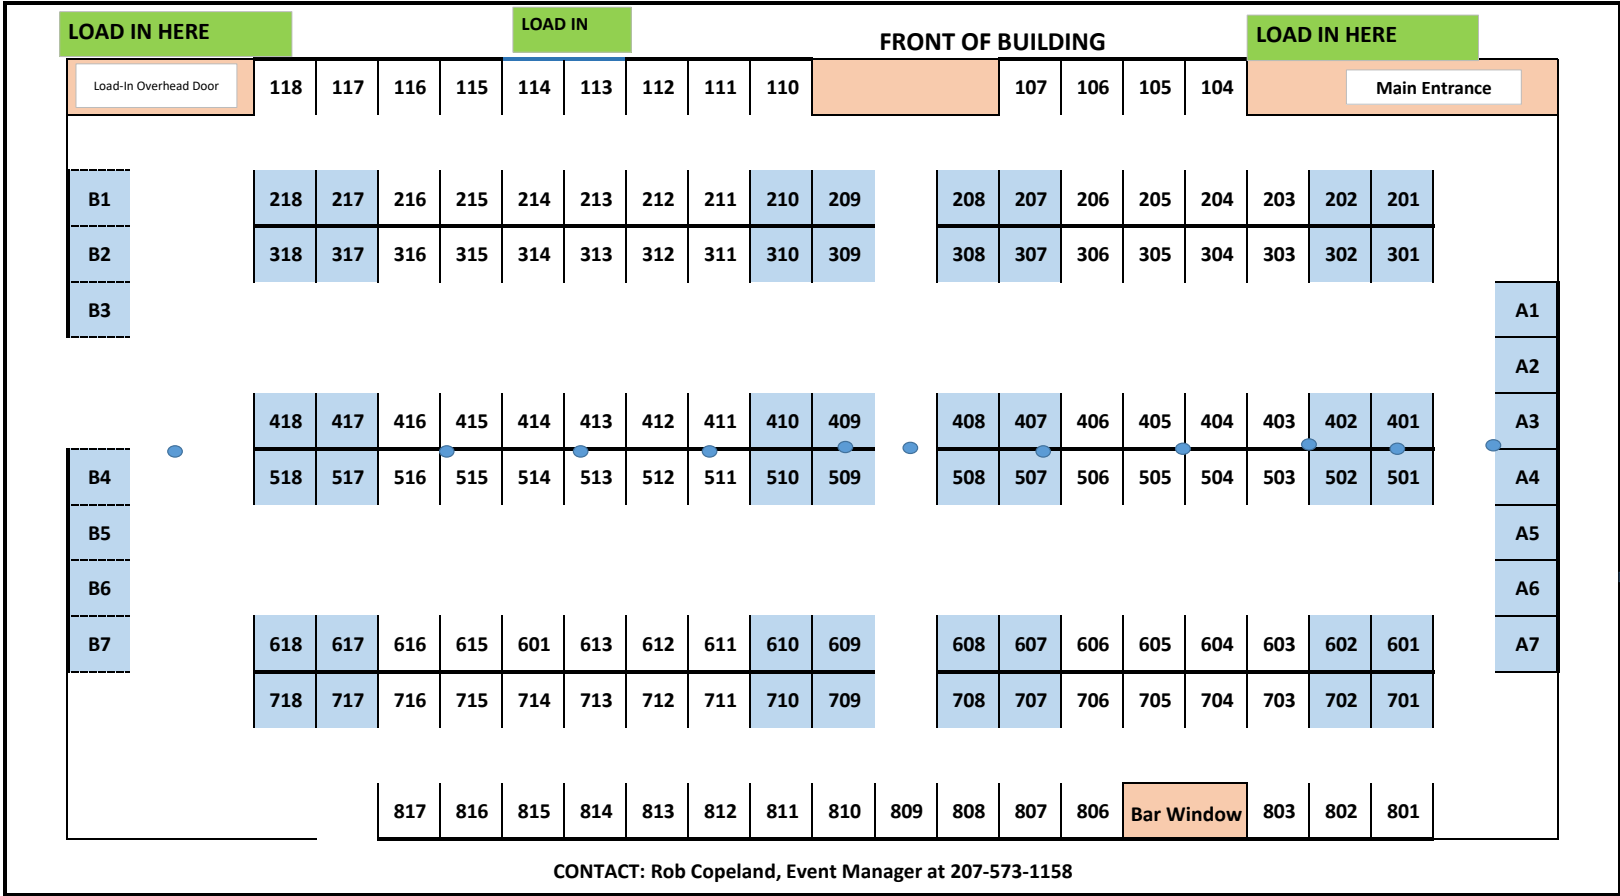 LOAD IN HERE
LOAD IN
FRONT OF BUILDING
LOAD IN HERE
Load-In Overhead Door 118 117 116 115 114 113 112 111 110 107 106 105 104 Main Entrance
B1 218 217 216 215 214 213 212 211 210 209 208 207 206 205 204 203 202 201
B2 318 317 316 315 314 313 312 311 310 309 308 307 306 305 304 303 302 301
B3 A1
A2
418 417 416 415 414 413 412 411 410 409 408 407 406 405 404 403 402 401 A3
B4 518 517 516 515 514 513 512 511 510 509 508 507 506 505 504 503 502 501 A4
B5 A5
B6 A6
B7 618 617 616 615 601 613 612 611 610 609 608 607 606 605 604 603 602 601 A7
718 717 716 715 714 713 712 711 710 709 708 707 706 705 704 703 702 701
817 816 815 814 813 812 811 810 809 808 807 806 Bar Window 803 802 801
CONTACT: Rob Copeland, Event Manager at 207-573-1158